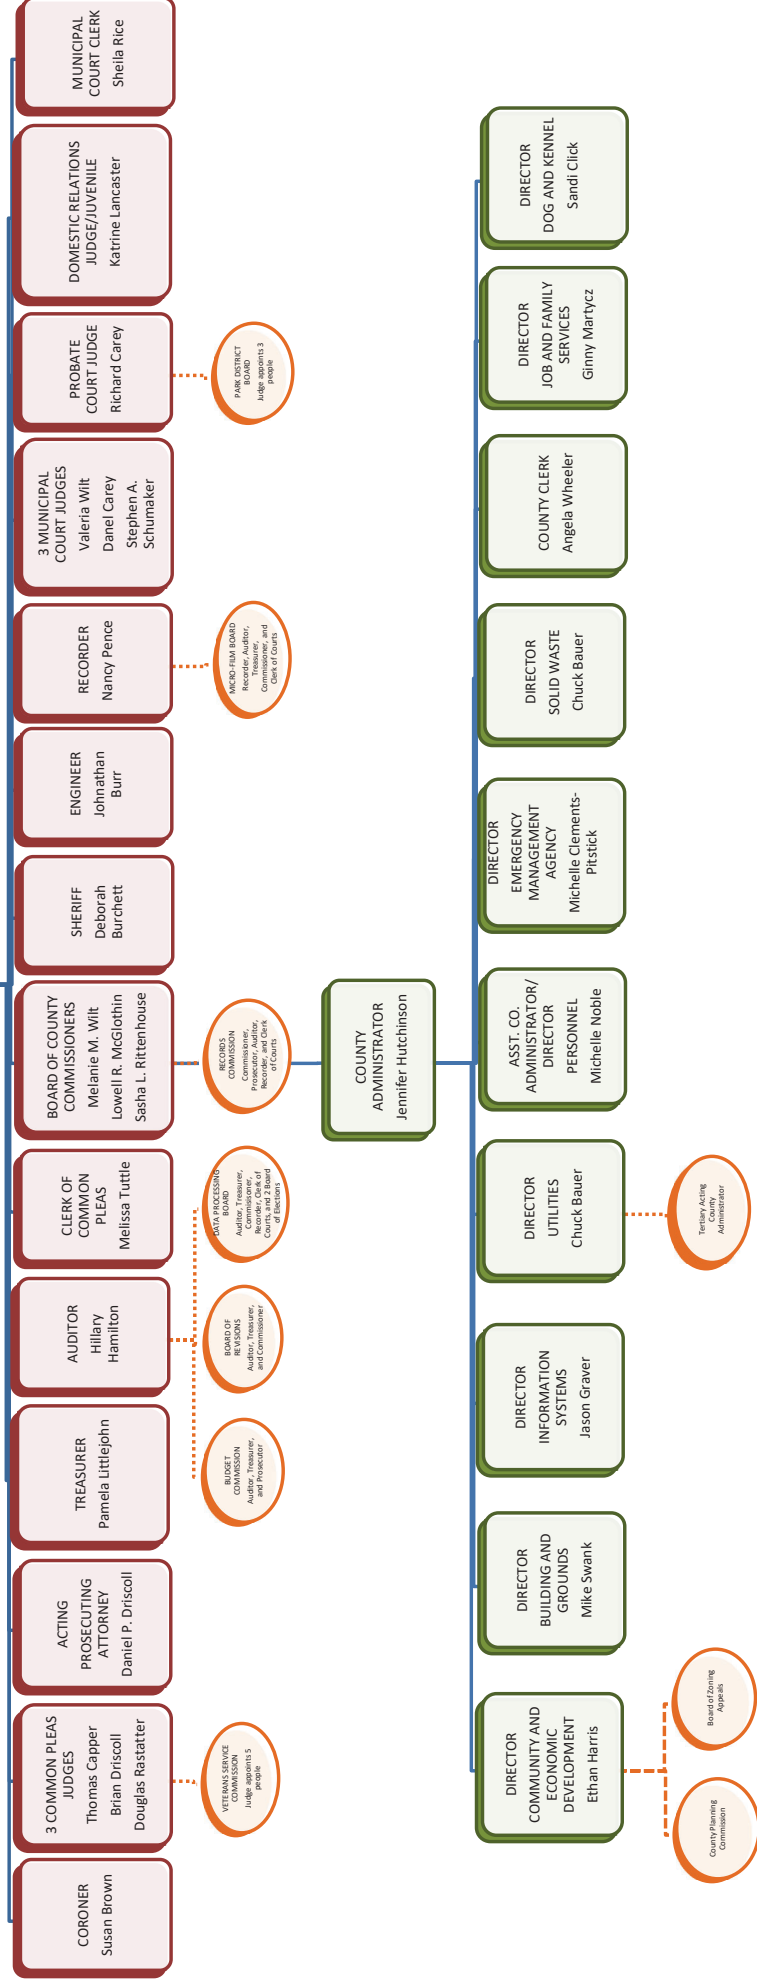 CORONER
Susan Brown
3 COMMON PLEAS
JUDGES
Thomas Capper
Brian Driscoll
Douglas Rastatter
ACTING
PROSECUTING
ATTORNEY
Daniel P. Driscoll
TREASURER
Pamela Littlejohn
AUDITOR
Hillary
Hamilton
CLERK OF
COMMON
PLEAS
Melissa Tuttle
BOARD OF COUNTY
COMMISSIONERS
Melanie M. Wilt
Lowell R. McGlothin
Sasha L. Rittenhouse
SHERIFF
Deborah
Burchett
ENGINEER
Johnathan
Burr
RECORDER
Nancy Pence
3 MUNICIPAL
COURT JUDGES
Valeria Wilt
Danel Carey
Stephen A.
Schumaker
PROBATE
COURT JUDGE
Richard Carey
DOMESTIC RELATIONS
JUDGE/JUVENILE
Katrine Lancaster
MUNICIPAL
COURT CLERK
Sheila Rice
VETERANS SERVICE
COMMISSION
Judge appoints 5
people
BUDGET
COMMISSION
Auditor, Treasurer,
and Prosecutor
BOARD OF
REVISIONS
Auditor, Treasurer,
and Commissioner
DATA PROCESSING
BOARD
Auditor, Treasurer,
Commissioner,
Recorder, Clerk of
Courts, and 2 Board
of Elections
RECORDS
COMMISSION
Commissioner,
Prosecutor, Auditor,
Recorder, and Clerk
of Courts
MICRO-FILM BOARD
Recorder, Auditor,
Treasurer,
Commissioner, and
Clerk of Courts
PARK DISTRICT
BOARD
Judge appoints 3
people
COUNTY
ADMINISTRATOR
Jennifer Hutchinson
DIRECTOR
COMMUNITY AND
ECONOMIC
DEVELOPMENT
Ethan Harris
DIRECTOR
BUILDING AND
GROUNDS
Mike Swank
DIRECTOR
INFORMATION
SYSTEMS
Jason Graver
DIRECTOR
UTILITIES
Chuck Bauer
ASST. CO.
ADMINISTRATOR/
DIRECTOR
PERSONNEL
Michelle Noble
DIRECTOR
EMERGENCY
MANAGEMENT
AGENCY
Michelle Clements-
Pitstick
DIRECTOR
SOLID WASTE
Chuck Bauer
COUNTY CLERK
Angela Wheeler
DIRECTOR
JOB AND FAMILY
SERVICES
Ginny Martycz
DIRECTOR
DOG AND KENNEL
Sandi Click
County Planning
Commission
Board of Zoning
Appeals
Tertiary Acting
County
Administrator